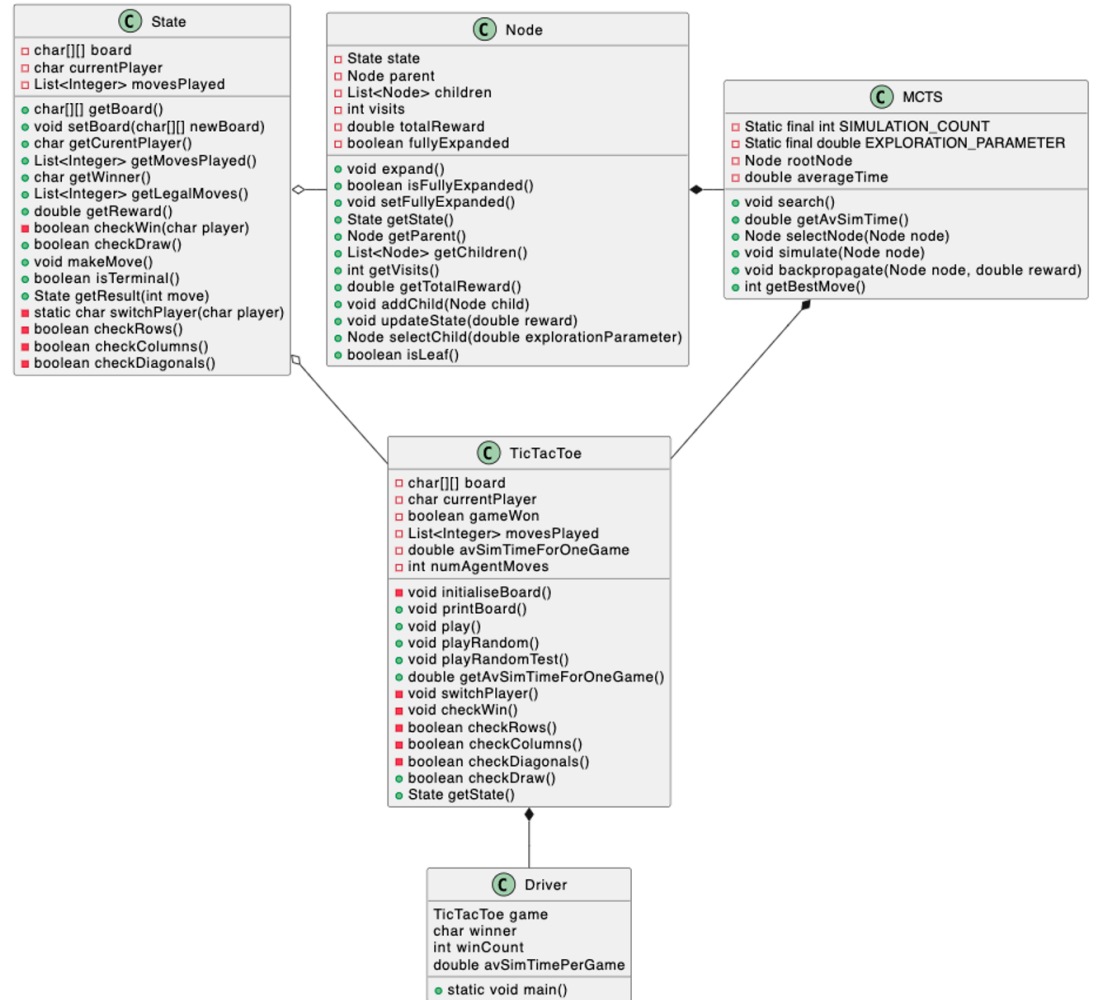 C State
char[][] board
char currentPlayer
List<Integer> movesPlayed
char[][] getBoard()
void setBoard(char[][] newBoard)
char getCurentPlayer()
List<Integer> getMovesPlayed()
char getWinner()
List<Integer> getLegalMoves()
double getReward()
boolean checkWin(char player)
boolean checkDraw()
void makeMove()
boolean isTerminal()
State getResult(int move)
static char switchPlayer(char player)
boolean checkRows()
boolean checkColumns()
boolean checkDiagonals()
C Node
State state
Node parent
List<Node> children
int visits
double totalReward
boolean fullyExpanded
void expand()
boolean isFullyExpanded()
void setFullyExpanded()
State getState()
Node getParent()
List<Node> getChildren()
int getVisits()
double getTotalReward()
void addChild(Node child)
void updateState(double reward)
Node selectChild(double explorationParameter)
boolean isLeaf()
C MCTS
Static final int SIMULATION_COUNT
Static final double EXPLORATION_PARAMETER
Node rootNode
double averageTime
void search()
double getAvSimTime()
Node selectNode(Node node)
void simulate(Node node)
void backpropagate(Node node, double reward)
int getBestMove()
C TicTacToe
char[][] board
char currentPlayer
boolean gameWon
List<Integer> movesPlayed
double avSimTimeForOneGame
int numAgentMoves
void initialiseBoard()
void printBoard()
void play()
void playRandom()
void playRandomTest()
double getAvSimTimeForOneGame()
void switchPlayer()
void checkWin()
boolean checkRows()
boolean checkColumns()
boolean checkDiagonals()
boolean checkDraw()
State getState()
C Driver
TicTacToe game
char winner
int winCount
double avSimTimePerGame
static void main()